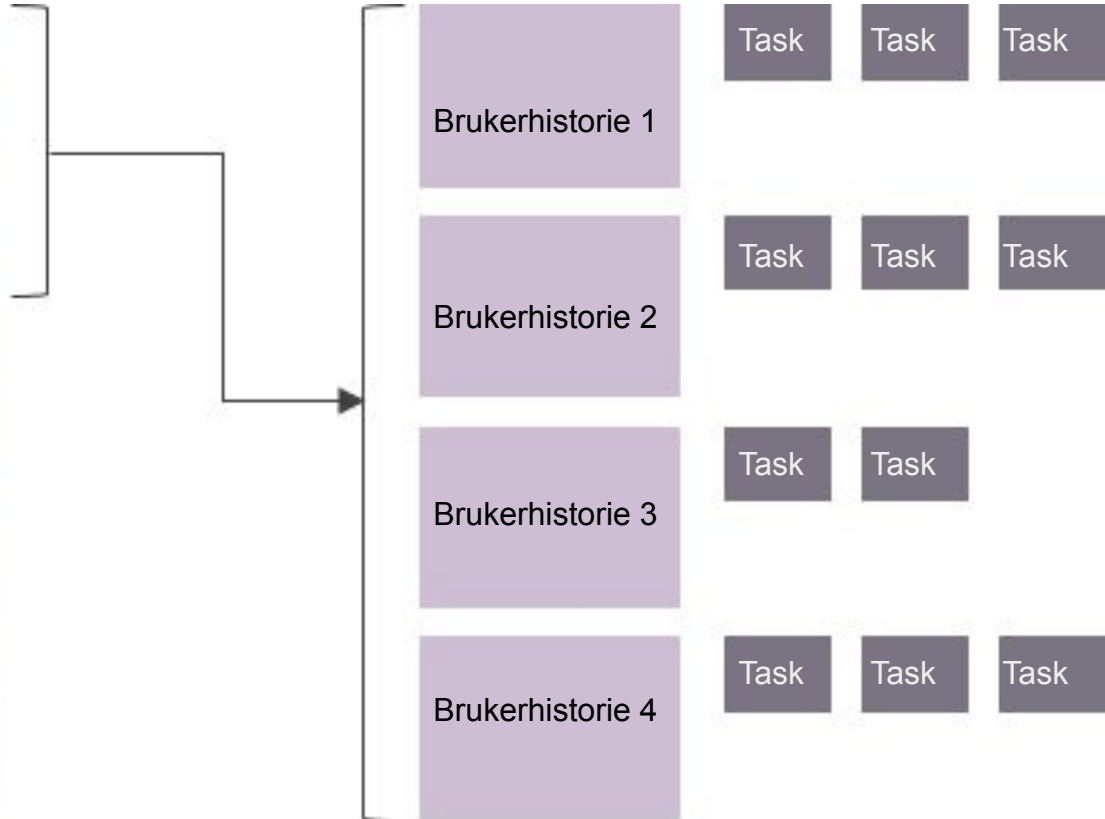 Task Task Task
Brukerhistorie 1
Task Task Task
Brukerhistorie 2
Task Task
Brukerhistorie 3
Task Task Task
Brukerhistorie 4